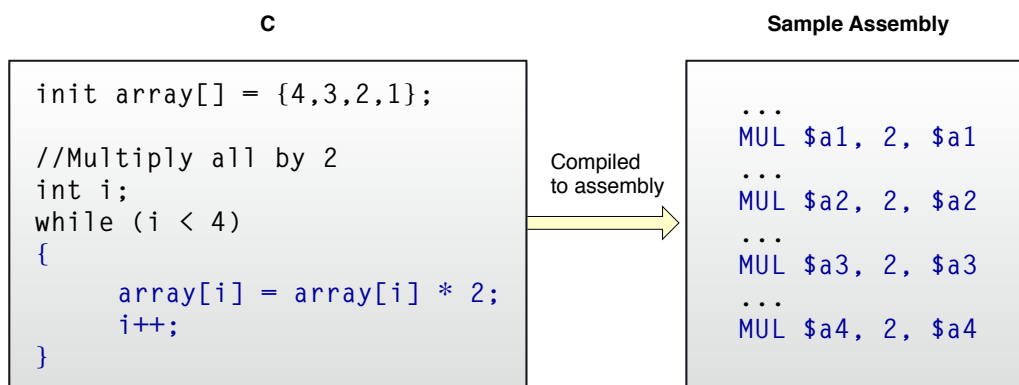 C
init array[] = {4,3,2,1};
//Multiply all by 2
int i;
while (i < 4)
{
array[i] = array[i] * 2;
i++;
}
Compiled
to assembly
Sample Assembly
...
MUL $a1, 2, $a1
...
MUL $a2, 2, $a2
...
MUL $a3, 2, $a3
...
MUL $a4, 2, $a4